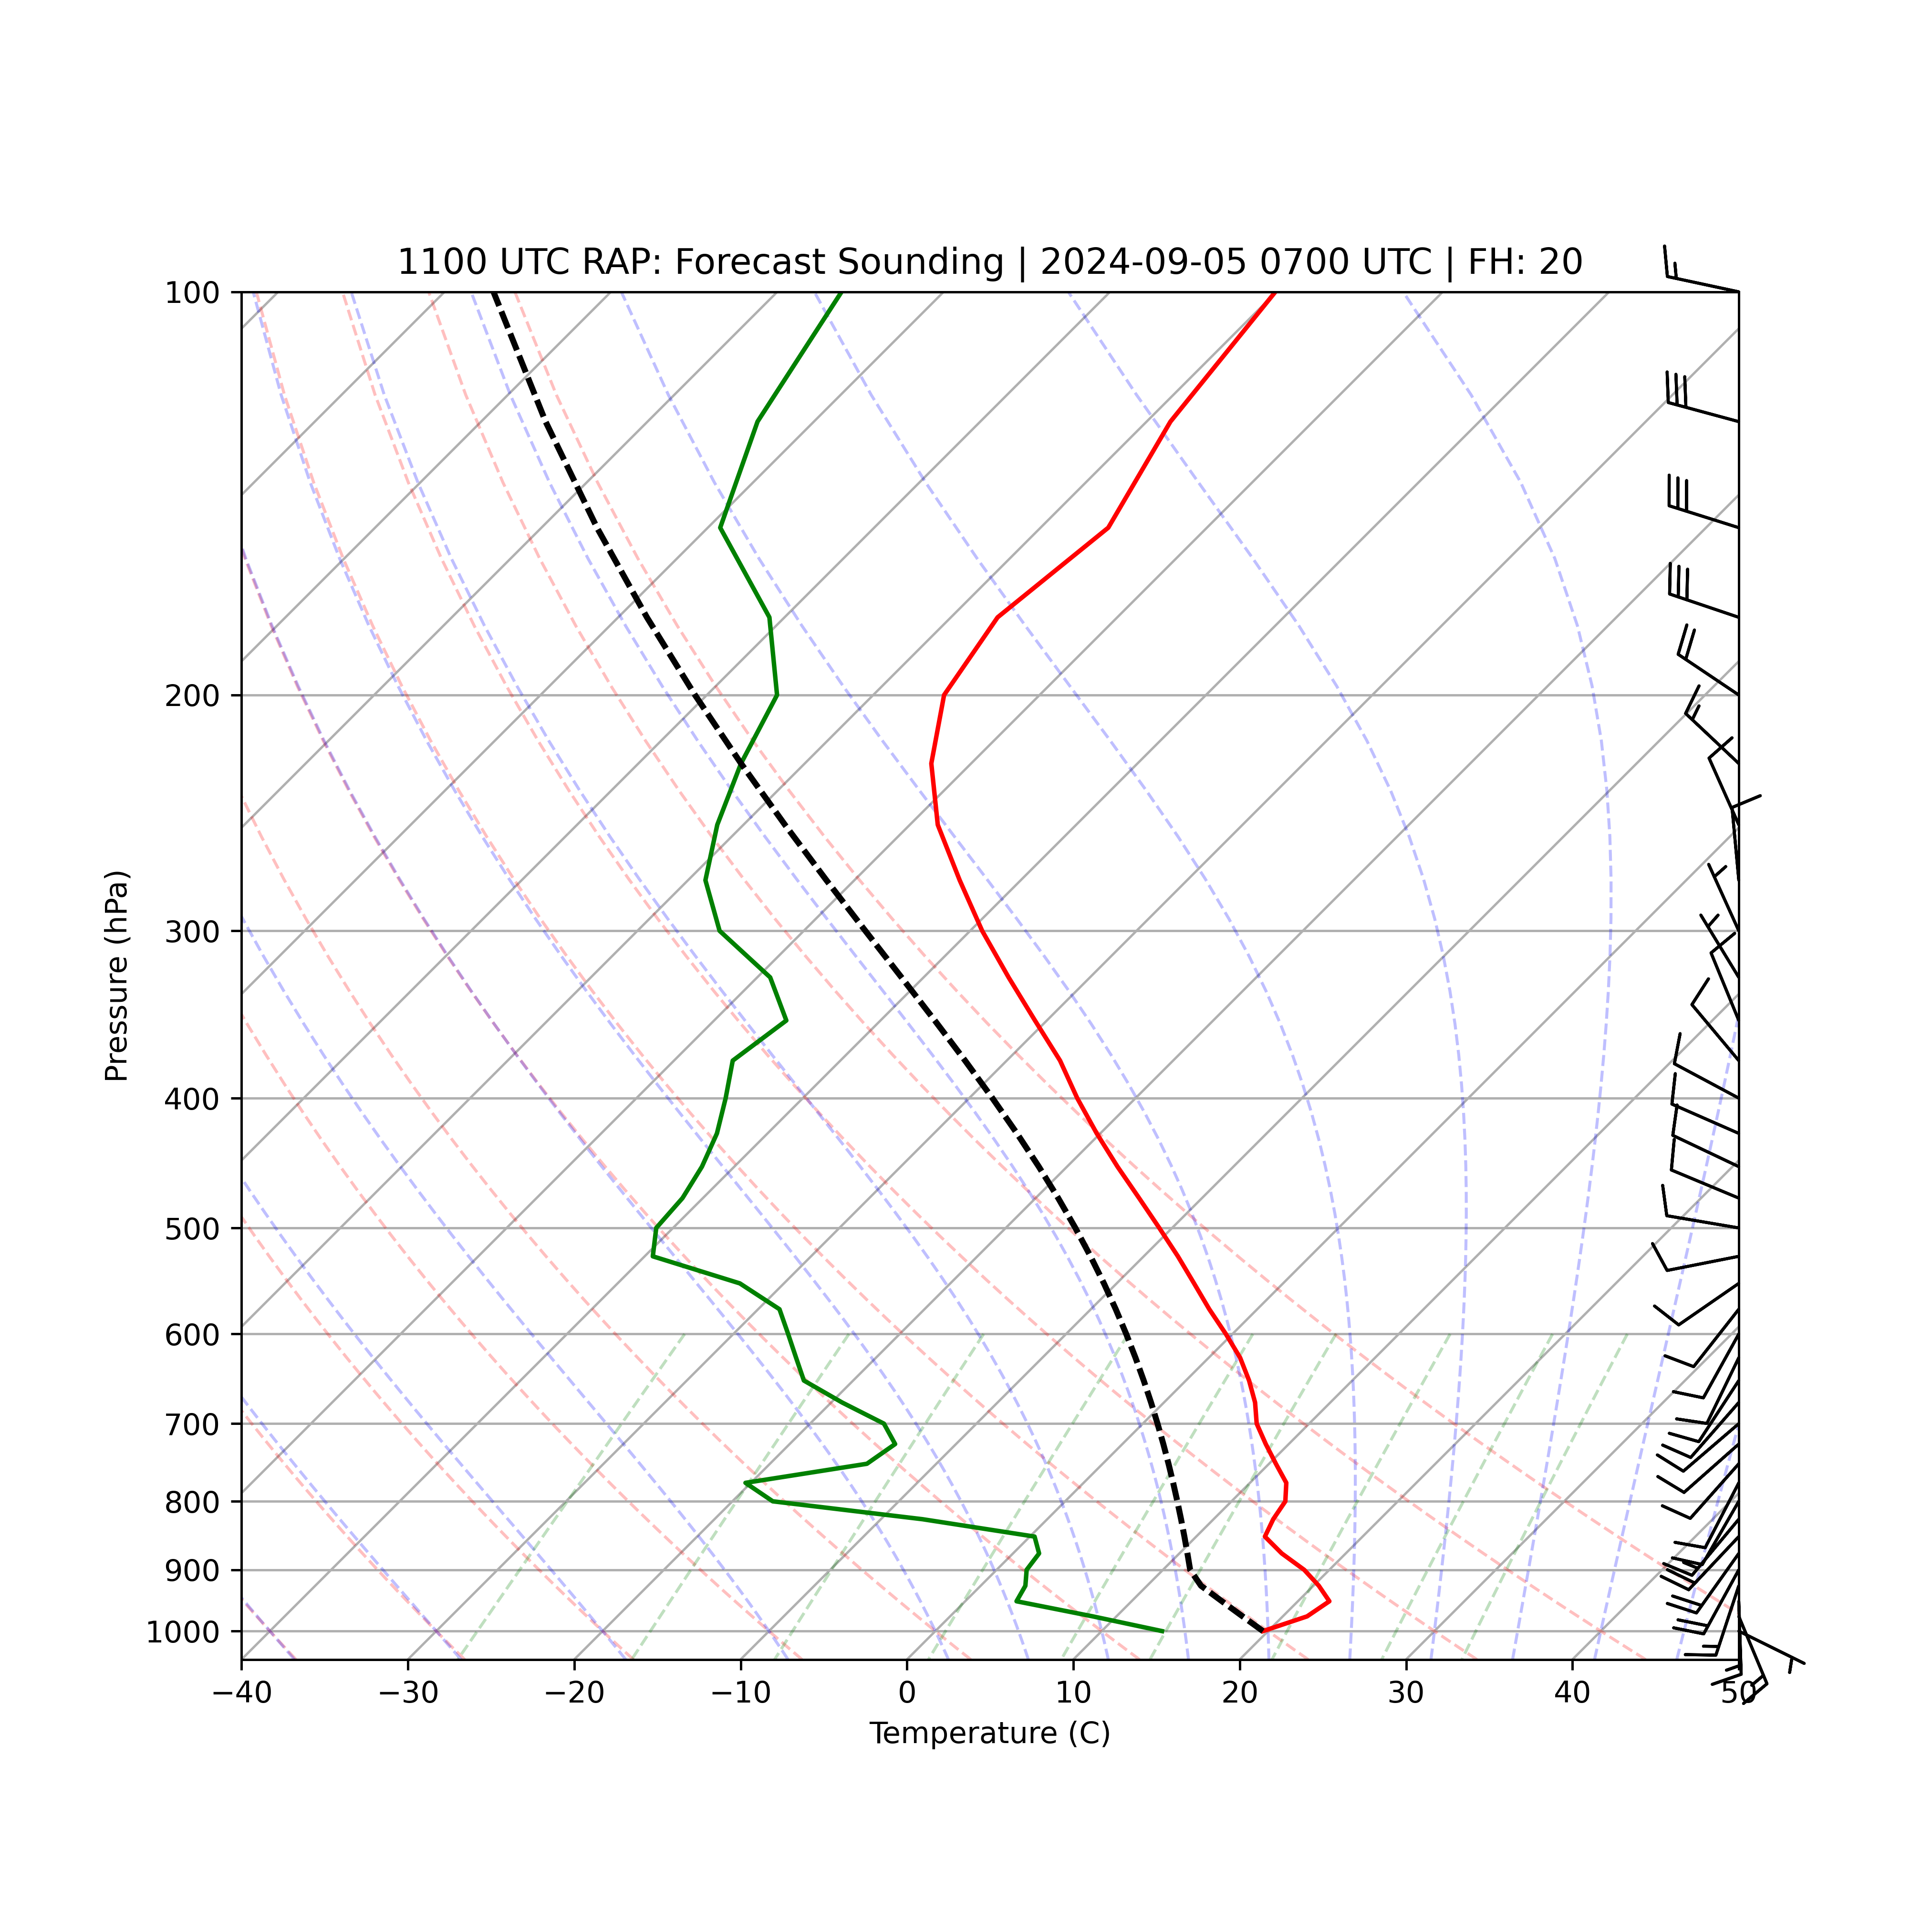 1100 UTC RAP: Forecast Sounding | 2024-09-05 0700 UTC | FH: 20
100
200
300
400
500
600
700
800
900
1000
Pressure (hPa)
−40 −30 −20 −10 0 10 20 30 40 50
Temperature (C)